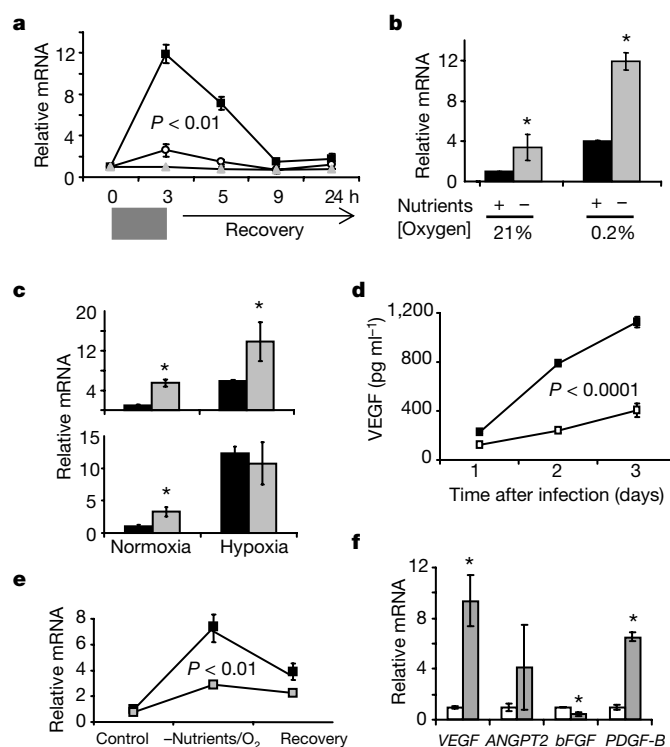 a
Relative mRNA
12
8
4
0
P < 0.01
0 3 5 9 24 h
Recovery
b
Relative mRNA
12
8
4
0
* *
Nutrients + − + −
[Oxygen] 21% 0.2%
c
Relative mRNA
20
12
4
* *
15
10
5
0
*
Normoxia Hypoxia
d
VEGF (pg ml−1)
1,200
800
400
0
P < 0.0001
1 2 3
Time after infection (days)
e
Relative mRNA
8
6
4
2
0
P < 0.01
Control −Nutrients/O2 Recovery
f
Relative mRNA
12
8
4
0
* * *
VEGF ANGPT2 bFGF PDGF-B